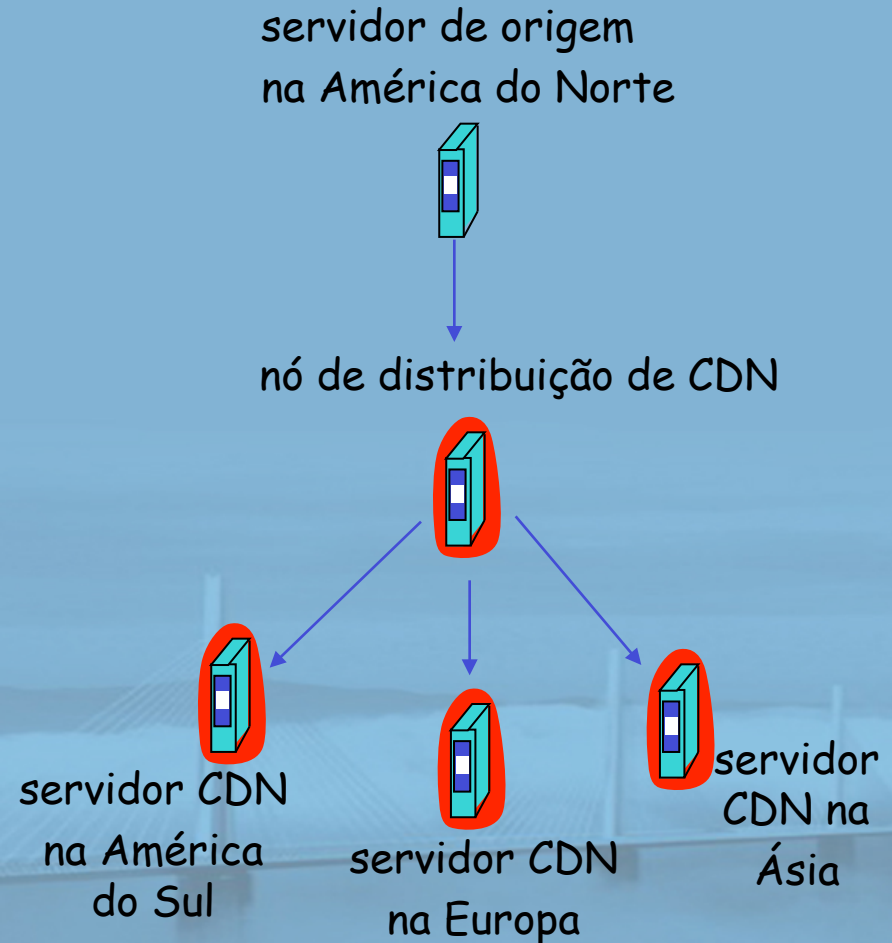 servidor de origem
na América do Norte
nó de distribuição de CDN
servidor CDN
na América
do Sul
servidor CDN
na Europa
servidor
CDN na
Ásia